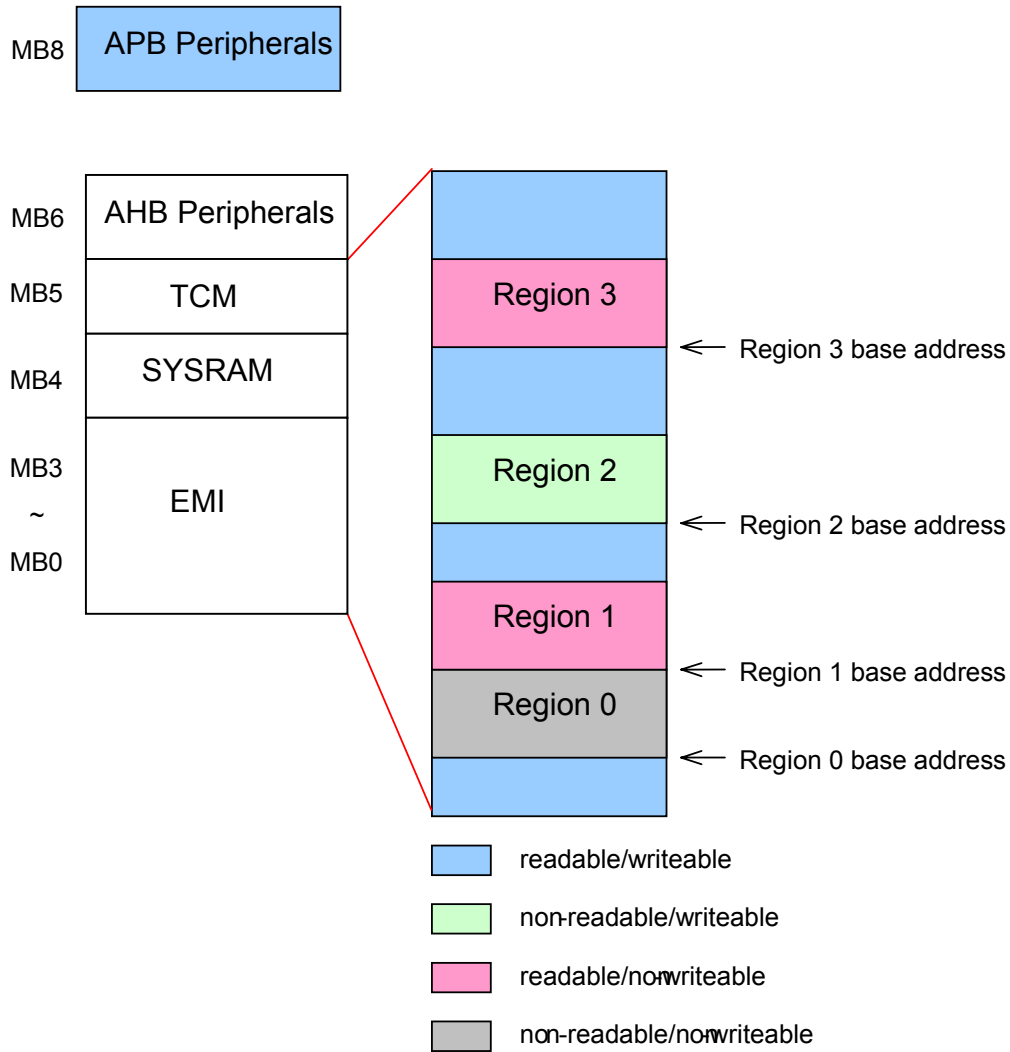 MB8
APB Peripherals
MB6
AHB Peripherals
MB5
TCM
MB4
SYSRAM
MB3
~
MB0
EMI
Region 3
Region 3 base address
Region 2
Region 2 base address
Region 1
Region 1 base address
Region 0
Region 0 base address
readable/writeable
non-readable/writeable
readable/non-writeable
non-readable/non-writeable